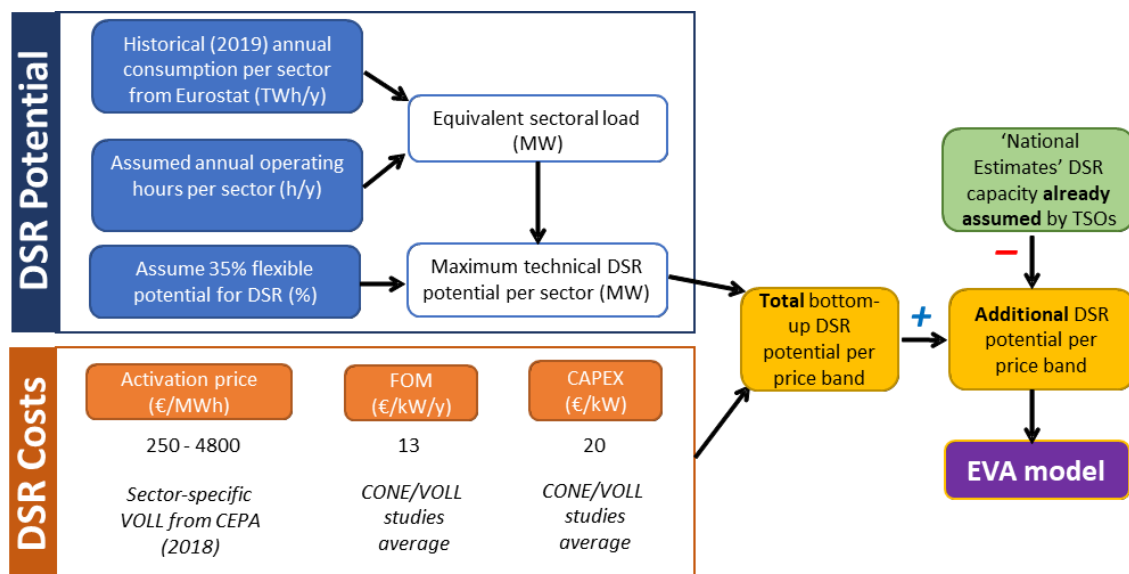 DSR Potential
Historical (2019) annual
consumption per sector
from Eurostat (TWh/y)
Assumed annual operating
hours per sector (h/y)
Assume 35% flexible
potential for DSR (%)
Equivalent sectoral load
(MW)
Maximum technical DSR
potential per sector (MW)
DSR Costs
Activation price
(€/MWh)
250 - 4800
Sector-specific
VOLL from CEPA
(2018)
FOM
(€/kW/y)
13
CONE/VOLL
studies
average
CAPEX
(€/kW)
20
CONE/VOLL
studies
average
Total bottom-
up DSR
potential per
price band
+
'National
Estimates' DSR
capacity already
assumed by TSOs
−
Additional DSR
potential per
price band
EVA model